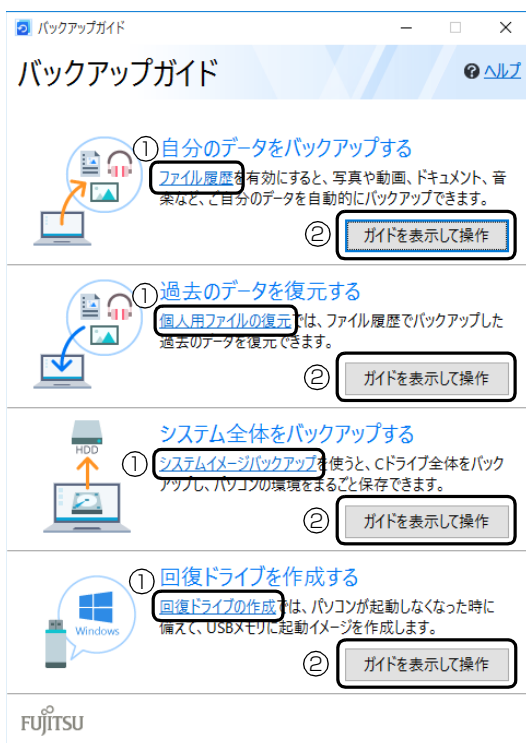 バックアップガイド
バックアップガイド
ヘルプ
① 自分のデータをバックアップする
ファイル履歴を有効にすると、写真や動画、ドキュメント、音
楽など、ご自分のデータを自動的にバックアップできます。
② ガイドを表示して操作
① 過去のデータを復元する
個人用ファイルの復元では、ファイル履歴でバックアップした
過去のデータを復元できます。
② ガイドを表示して操作
HDD
システム全体をバックアップする
① システムイメージバックアップを使うと、Cドライブ全体をバック
アップし、パソコンの環境をまるごと保存できます。
② ガイドを表示して操作
Windows
① 回復ドライブを作成する
回復ドライブの作成では、パソコンが起動しなくなった時に
備えて、USBメモリに起動イメージを作成します。
② ガイドを表示して操作
FUJITSU